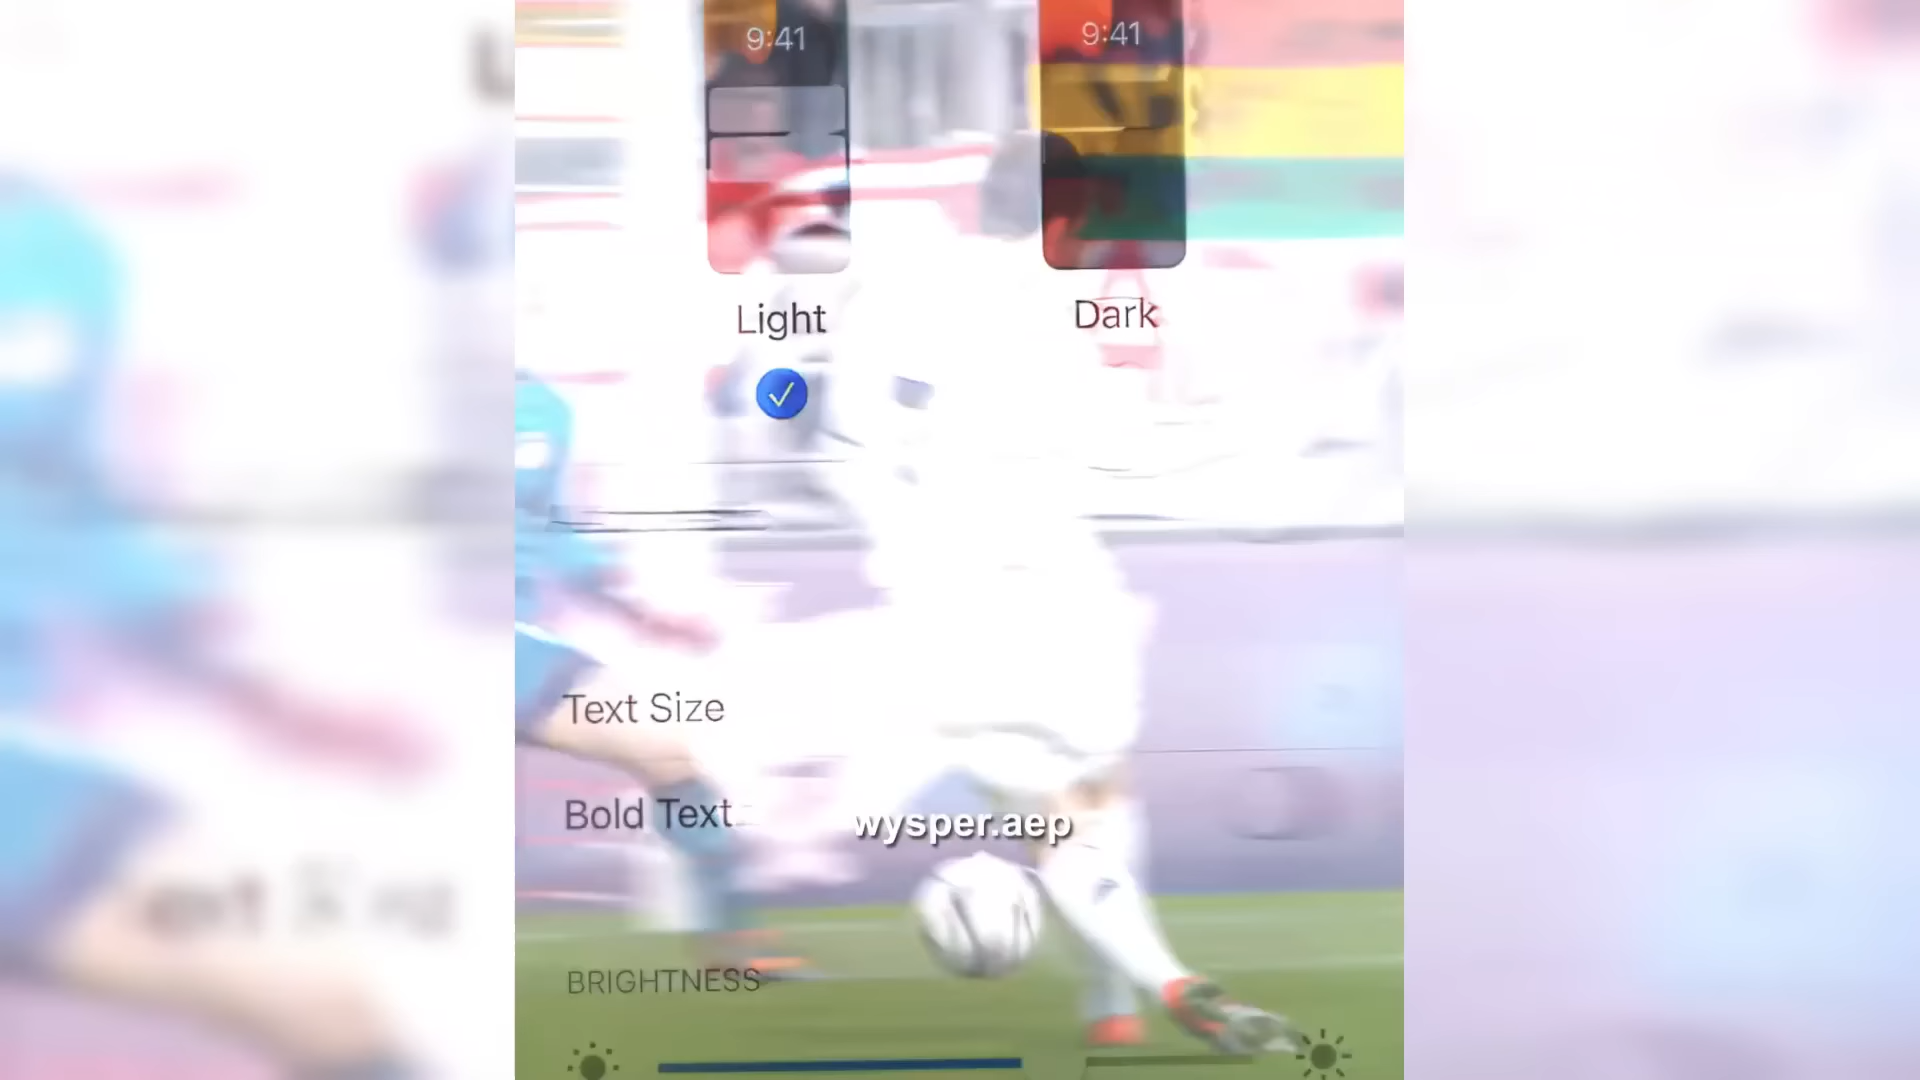 9:41 9:41
Light Dark
Text Size
Bold Text
wysper.aep
BRIGHTNESS